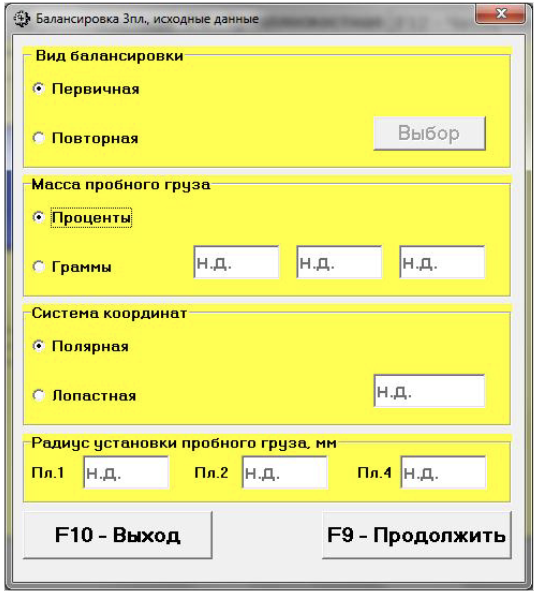 Балансировка 3пл., исходные данные
Вид балансировки
Первичная
Повторная Выбор
Масса пробного груза
Проценты
Граммы н.д. н.д. н.д.
Система координат
Полярная
Лопастная н.д.
Радиус установки пробного груза, мм
Пл.1 н.д. Пл.2 н.д. Пл.4 н.д.
F10 - Выход F9 - Продолжить